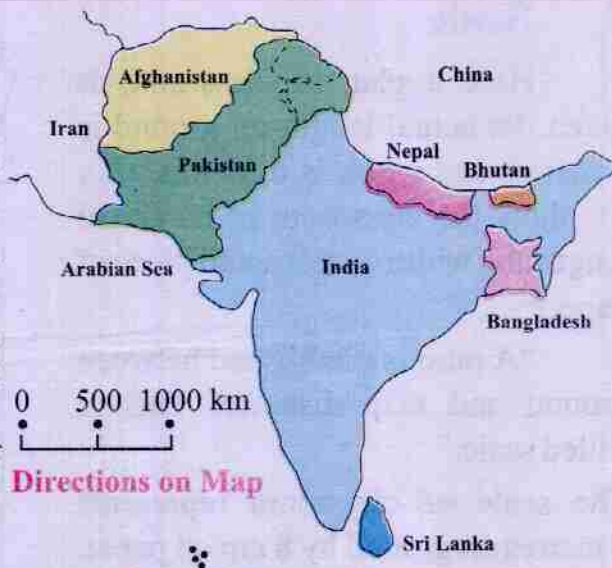 Afghanistan
China
Iran
Pakistan
Nepal
Bhutan
Arabian Sea
India
Bangladesh
0 500 1000 km
Directions on Map
Sri Lanka